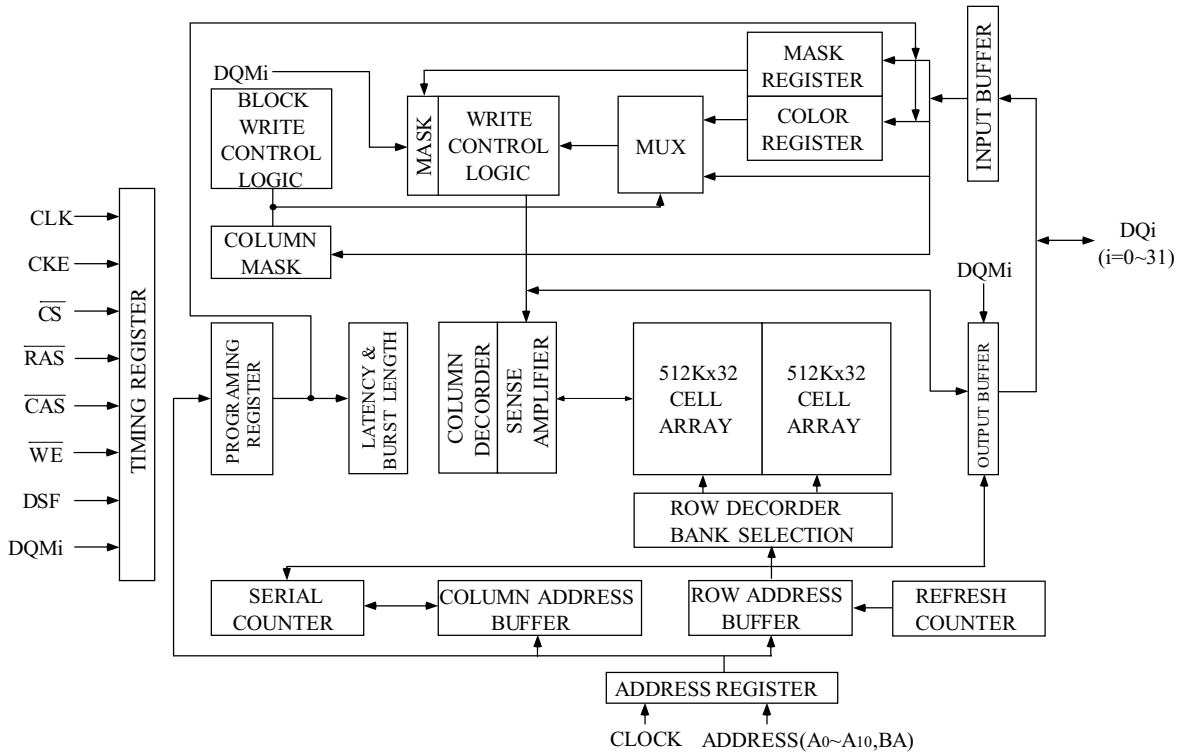 DQMi
BLOCK
WRITE
CONTROL
LOGIC
COLUMN
MASK
MASK
WRITE
CONTROL
LOGIC
MUX
MASK
REGISTER
COLOR
REGISTER
INPUT BUFFER
DQi
(i=0~31)
DQMi
OUTPUT BUFFER
CLK
CKE
CS
RAS
CAS
WE
DSF
DQMi
TIMING REGISTER
PROGRAMING
REGISTER
LATENCY &
BURST LENGTH
COLUMN
DECORDER
SENSE
AMPLIFIER
512Kx32
CELL
ARRAY
512Kx32
CELL
ARRAY
ROW DECORDER
BANK SELECTION
SERIAL
COUNTER
COLUMN ADDRESS
BUFFER
ROW ADDRESS
BUFFER
REFRESH
COUNTER
ADDRESS REGISTER
CLOCK
ADDRESS(A0~A10,BA)